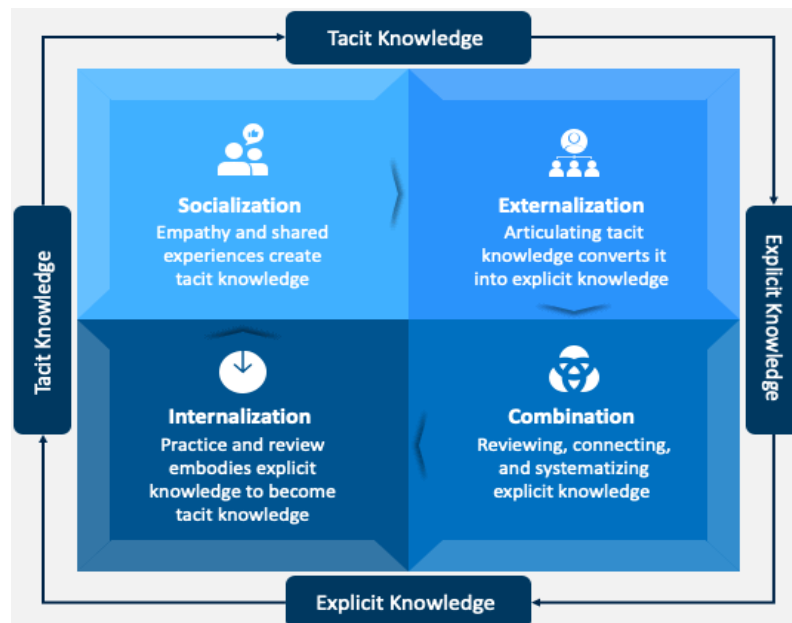 Tacit Knowledge
Socialization
Empathy and shared
experiences create
tacit knowledge
Externalization
Articulating tacit
knowledge converts it
into explicit knowledge
Tacit Knowledge
Explicit Knowledge
Internalization
Practice and review
embodies explicit
knowledge to become
tacit knowledge
Combination
Reviewing, connecting,
and systematizing
explicit knowledge
Explicit Knowledge